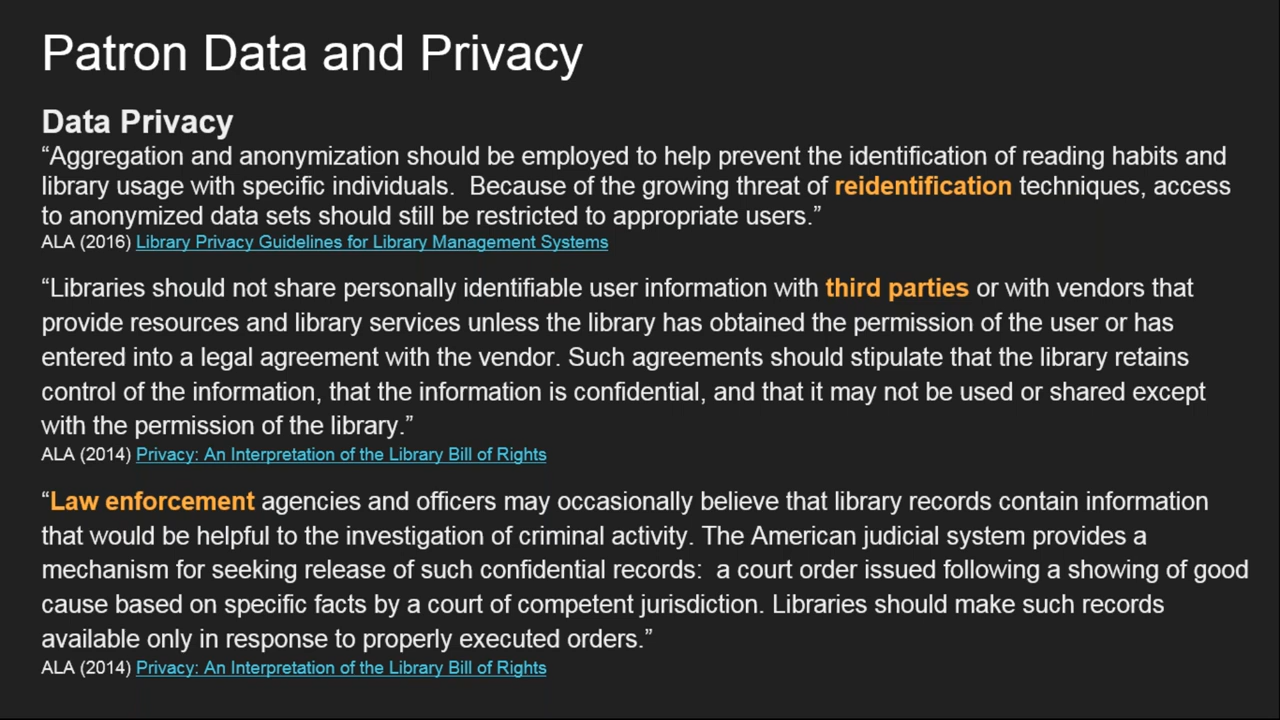 Patron Data and Privacy
Data Privacy
“Aggregation and anonymization should be employed to help prevent the identification of reading habits and
library usage with specific individuals.  Because of the growing threat of reidentification techniques, access
to anonymized data sets should still be restricted to appropriate users.”
ALA (2016) Library Privacy Guidelines for Library Management Systems
“Libraries should not share personally identifiable user information with third parties or with vendors that
provide resources and library services unless the library has obtained the permission of the user or has
entered into a legal agreement with the vendor. Such agreements should stipulate that the library retains
control of the information, that the information is confidential, and that it may not be used or shared except
with the permission of the library.”
ALA (2014) Privacy: An Interpretation of the Library Bill of Rights
“Law enforcement agencies and officers may occasionally believe that library records contain information
that would be helpful to the investigation of criminal activity. The American judicial system provides a
mechanism for seeking release of such confidential records:  a court order issued following a showing of good
cause based on specific facts by a court of competent jurisdiction. Libraries should make such records
available only in response to properly executed orders.”
ALA (2014) Privacy: An Interpretation of the Library Bill of Rights